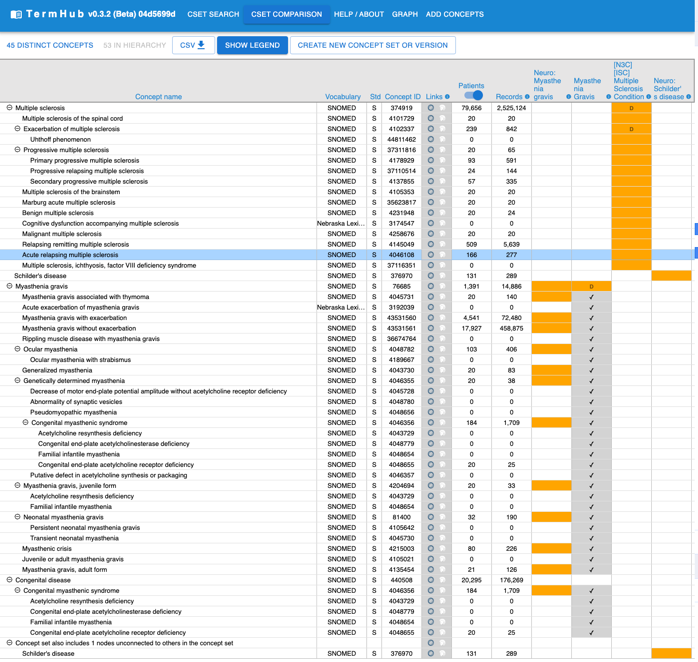 TermHub v0.3.2 (Beta) 04d5699d CSET SEARCH CSET COMPARISON HELP / ABOUT GRAPH ADD CONCEPTS
45 DISTINCT CONCEPTS 53 IN HIERARCHY CSV SHOW LEGEND CREATE NEW CONCEPT SET OR VERSION
Concept name Vocabulary Std Concept ID Links Patients Records Neuro: Myasthe nia gravis Myasthe nia Gravis [N3C] [ISC] Multiple Sclerosis Condition Neuro: Schilder' s disease
Multiple sclerosis SNOMED S 374919 79,656 2,525,124 D
Multiple sclerosis of the spinal cord SNOMED S 4101729 20 20
Exacerbation of multiple sclerosis SNOMED S 4102337 239 842 D
Uhthoff phenomenon SNOMED S 44811462 0 0
Progressive multiple sclerosis SNOMED S 37311816 20 65
Primary progressive multiple sclerosis SNOMED S 4178929 93 591
Progressive relapsing multiple sclerosis SNOMED S 37110514 24 144
Secondary progressive multiple sclerosis SNOMED S 4137855 57 335
Multiple sclerosis of the brainstem SNOMED S 4105353 20 20
Marburg acute multiple sclerosis SNOMED S 35623817 20 20
Benign multiple sclerosis SNOMED S 4231948 20 24
Cognitive dysfunction accompanying multiple sclerosis Nebraska Lexi... S 3174547 0 0
Malignant multiple sclerosis SNOMED S 4258676 20 20
Relapsing remitting multiple sclerosis SNOMED S 4145049 509 5,639
Acute relapsing multiple sclerosis SNOMED S 4046108 166 277
Multiple sclerosis, ichthyosis, factor VIII deficiency syndrome SNOMED S 37116351 0 0
Schilder's disease SNOMED S 376970 131 289
Myasthenia gravis SNOMED S 76685 1,391 14,886 D
Myasthenia gravis associated with thymoma SNOMED S 4045731 20 140 ✓
Acute exacerbation of myasthenia gravis Nebraska Lexi... S 3192039 0 0 ✓
Myasthenia gravis with exacerbation SNOMED S 43531560 4,541 72,480 ✓
Myasthenia gravis without exacerbation SNOMED S 43531561 17,927 458,875 ✓
Rippling muscle disease with myasthenia gravis SNOMED S 36674764 0 0 ✓
Ocular myasthenia SNOMED S 4048782 103 406 ✓
Ocular myasthenia with strabismus SNOMED S 4189667 0 0 ✓
Generalized myasthenia SNOMED S 4043730 20 83 ✓
Genetically determined myasthenia SNOMED S 4046355 20 38 ✓
Decrease of motor end-plate potential amplitude without acetylcholine receptor deficiency SNOMED S 4045728 0 0 ✓
Abnormality of synaptic vesicles SNOMED S 4048780 0 0 ✓
Pseudomyopathic myasthenia SNOMED S 4048656 0 0 ✓
Congenital myasthenic syndrome SNOMED S 4046356 184 1,709 ✓
Acetylcholine resynthesis deficiency SNOMED S 4043729 0 0 ✓
Congenital end-plate acetylcholinesterase deficiency SNOMED S 4048779 0 0 ✓
Familial infantile myasthenia SNOMED S 4048654 0 0 ✓
Congenital end-plate acetylcholine receptor deficiency SNOMED S 4048655 20 25 ✓
Putative defect in acetylcholine synthesis or packaging SNOMED S 4046357 0 0 ✓
Myasthenia gravis, juvenile form SNOMED S 4204694 20 33 ✓
Acetylcholine resynthesis deficiency SNOMED S 4043729 0 0 ✓
Familial infantile myasthenia SNOMED S 4048654 0 0 ✓
Neonatal myasthenia gravis SNOMED S 81400 32 190 ✓
Persistent neonatal myasthenia gravis SNOMED S 4105642 0 0 ✓
Transient neonatal myasthenia SNOMED S 4045730 0 0 ✓
Myasthenic crisis SNOMED S 4215003 80 226 ✓
Juvenile or adult myasthenia gravis SNOMED S 4105021 0 0 ✓
Myasthenia gravis, adult form SNOMED S 4135454 21 126 ✓
Congenital disease SNOMED S 440508 20,295 176,269
Congenital myasthenic syndrome SNOMED S 4046356 184 1,709 ✓
Acetylcholine resynthesis deficiency SNOMED S 4043729 0 0 ✓
Congenital end-plate acetylcholinesterase deficiency SNOMED S 4048779 0 0 ✓
Familial infantile myasthenia SNOMED S 4048654 0 0 ✓
Congenital end-plate acetylcholine receptor deficiency SNOMED S 4048655 20 25 ✓
Concept set also includes 1 nodes unconnected to others in the concept set
Schilder's disease SNOMED S 376970 131 289